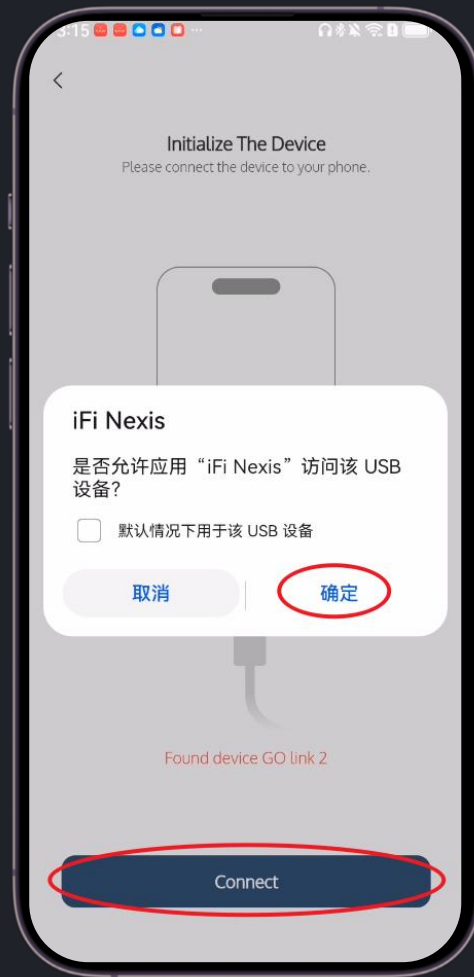 3:15 ...
Initialize The Device
Please connect the device to your phone.
iFi Nexis
是否允许应用“iFi Nexis”访问该 USB
设备？
默认情况下用于该 USB 设备
取消
确定
Found device GO link 2
Connect